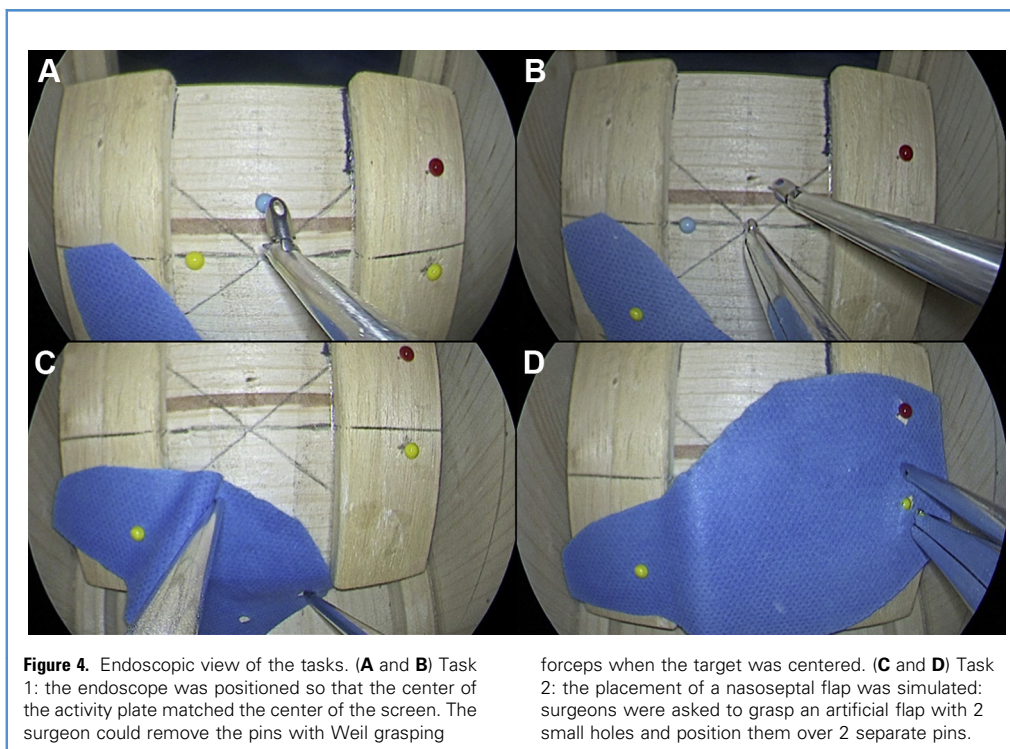 A
B
C
D
Figure 4. Endoscopic view of the tasks. (A and B) Task
1: the endoscope was positioned so that the center of
the activity plate matched the center of the screen. The
surgeon could remove the pins with Weil grasping
forceps when the target was centered. (C and D) Task
2: the placement of a nasoseptal flap was simulated:
surgeons were asked to grasp an artificial flap with 2
small holes and position them over 2 separate pins.